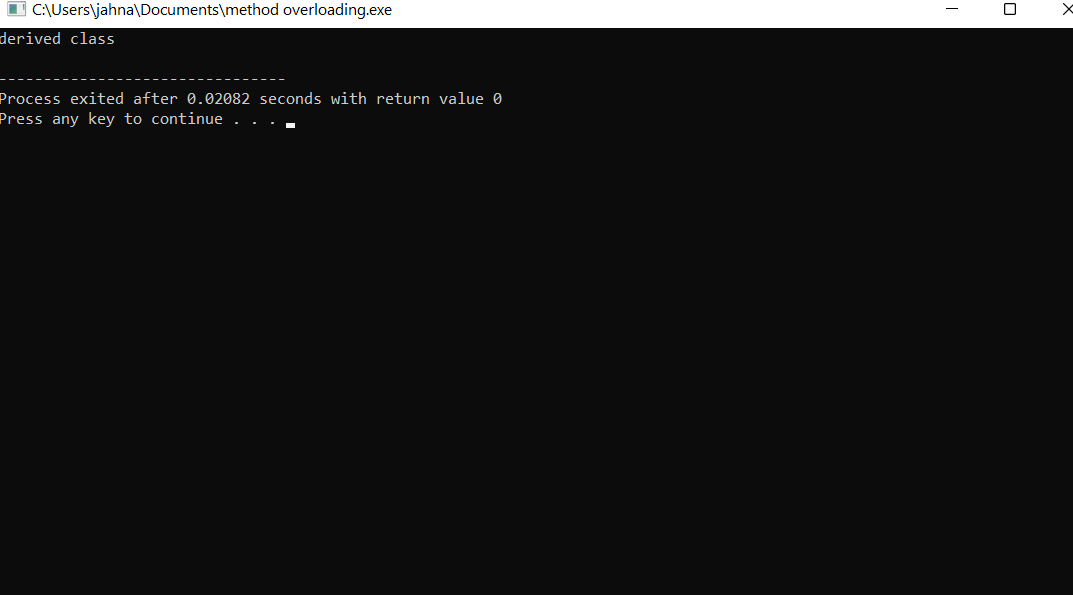 C:\Users\jahna\Documents\method overloading.exe
derived class
--------------------------------
Process exited after 0.02082 seconds with return value 0
Press any key to continue . . .